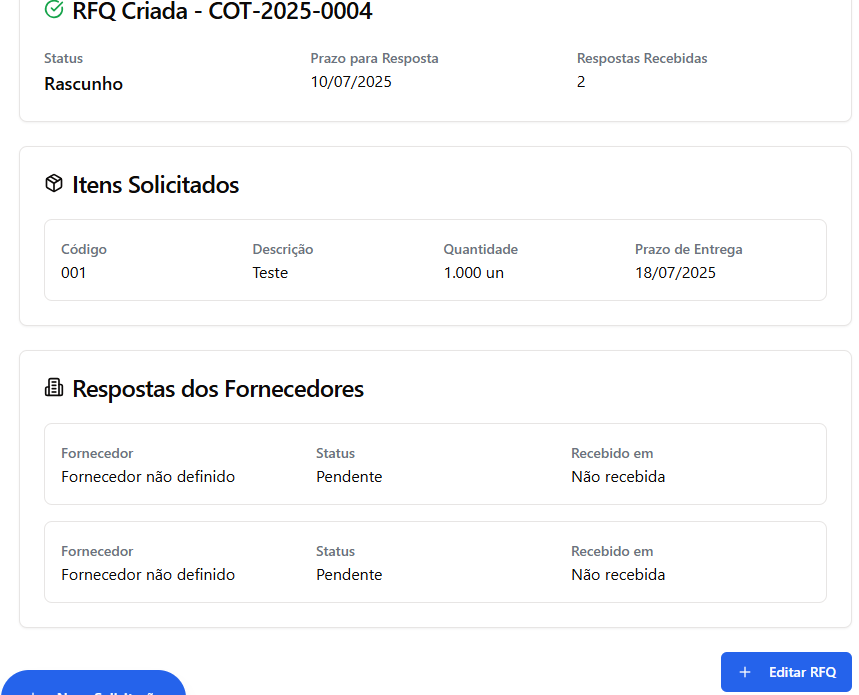 RFQ Criada - COT-2025-0004
Status Prazo para Resposta Respostas Recebidas
Rascunho 10/07/2025 2
Itens Solicitados
Código Descrição Quantidade Prazo de Entrega
001 Teste 1.000 un 18/07/2025
Respostas dos Fornecedores
Fornecedor Status Recebido em
Fornecedor não definido Pendente Não recebida
Fornecedor Status Recebido em
Fornecedor não definido Pendente Não recebida
+ Editar RFQ